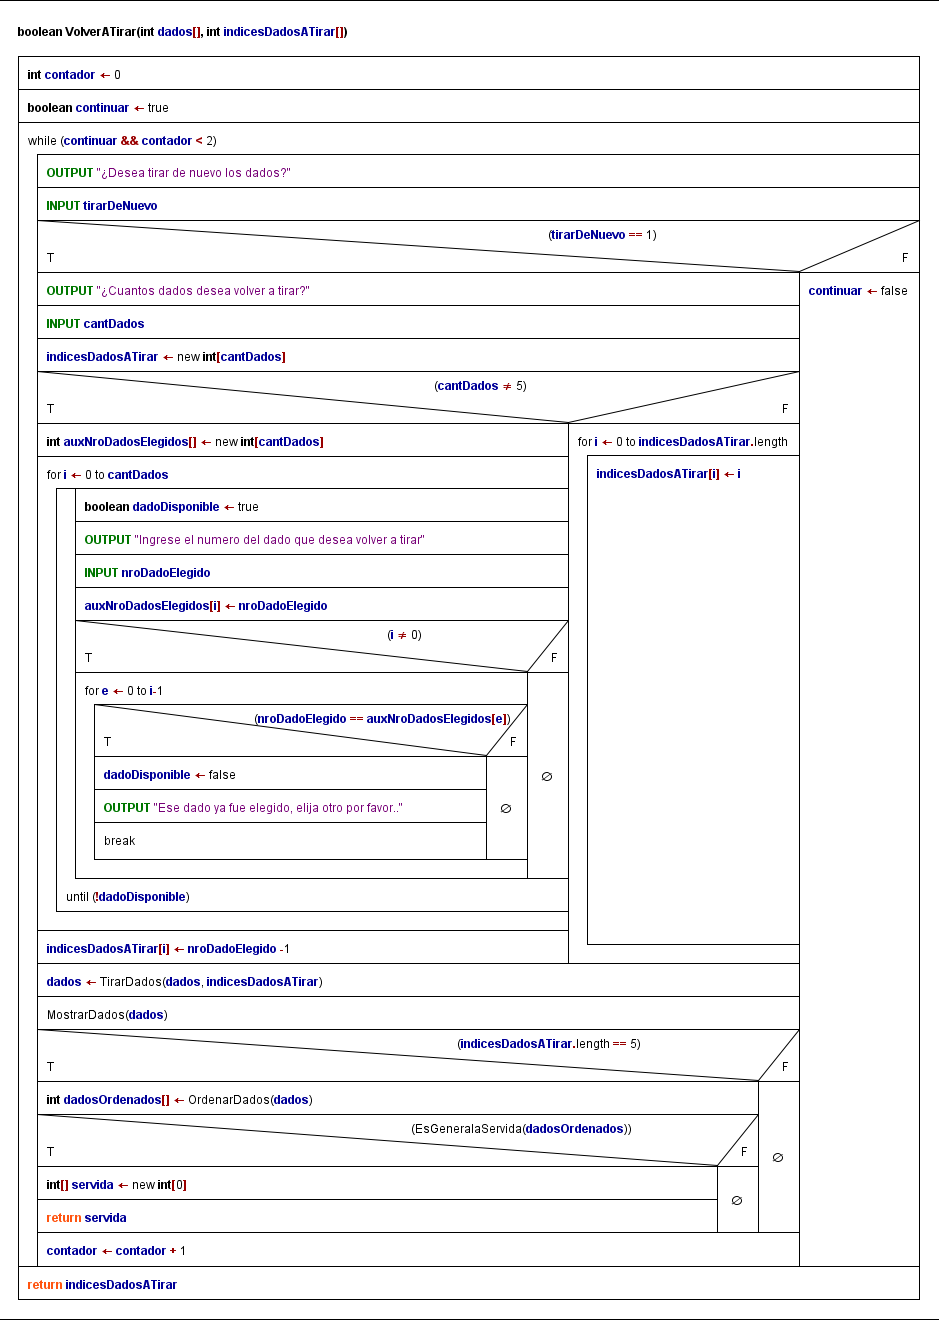 boolean VolverATirar(int dados[], int indicesDadosATirar[])
int contador ← 0
boolean continuar ← true
while (continuar && contador < 2)
OUTPUT "¿Desea tirar de nuevo los dados?"
INPUT tirarDeNuevo
(tirarDeNuevo == 1)
T F
OUTPUT "¿Cuantos dados desea volver a tirar?" continuar ← false
INPUT cantDados
indicesDadosATirar ← new int[cantDados]
(cantDados ≠ 5)
T F
int auxNroDadosElegidos[] ← new int[cantDados] for i ← 0 to indicesDadosATirar.length
for i ← 0 to cantDados indicesDadosATirar[i] ← i
boolean dadoDisponible ← true
OUTPUT "Ingrese el numero del dado que desea volver a tirar"
INPUT nroDadoElegido
auxNroDadosElegidos[i] ← nroDadoElegido
(i ≠ 0)
T F
for e ← 0 to i-1
(nroDadoElegido == auxNroDadosElegidos[e])
T F
dadoDisponible ← false ∅
OUTPUT "Ese dado ya fue elegido, elija otro por favor.." ∅
break
until (!dadoDisponible)
indicesDadosATirar[i] ← nroDadoElegido -1
dados ← TirarDados(dados, indicesDadosATirar)
MostrarDados(dados)
(indicesDadosATirar.length == 5)
T F
int dadosOrdenados[] ← OrdenarDados(dados)
(EsGeneralaServida(dadosOrdenados))
T F ∅
int[] servida ← new int[0]
∅
return servida
contador ← contador + 1
return indicesDadosATirar